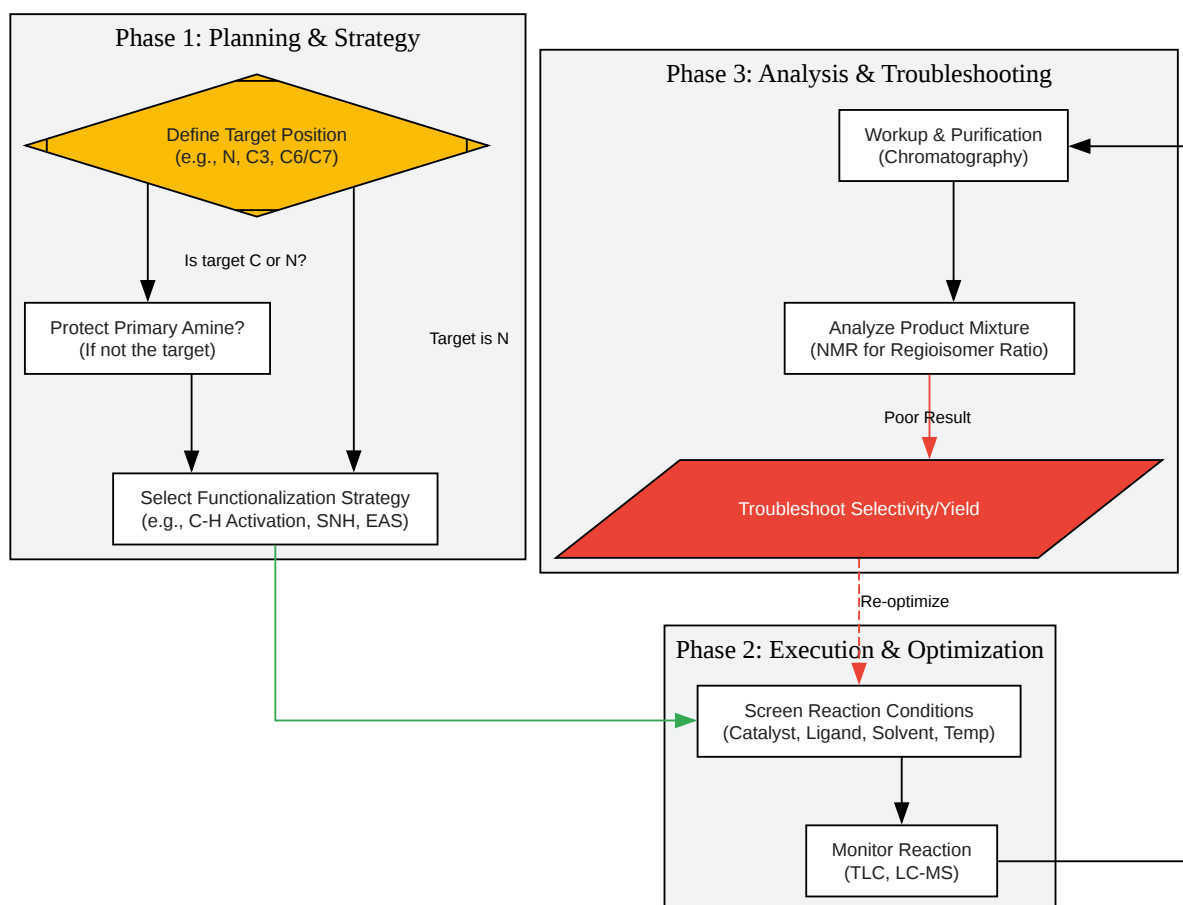 Phase 1: Planning & Strategy
Define Target Position
(e.g., N, C3, C6/C7)
Is target C or N?
Protect Primary Amine?
(If not the target)
Target is N
Select Functionalization Strategy
(e.g., C-H Activation, SNH, EAS)
Phase 3: Analysis & Troubleshooting
Workup & Purification
(Chromatography)
Analyze Product Mixture
(NMR for Regioisomer Ratio)
Poor Result
Troubleshoot Selectivity/Yield
Re-optimize
Phase 2: Execution & Optimization
Screen Reaction Conditions
(Catalyst, Ligand, Solvent, Temp)
Monitor Reaction
(TLC, LC-MS)